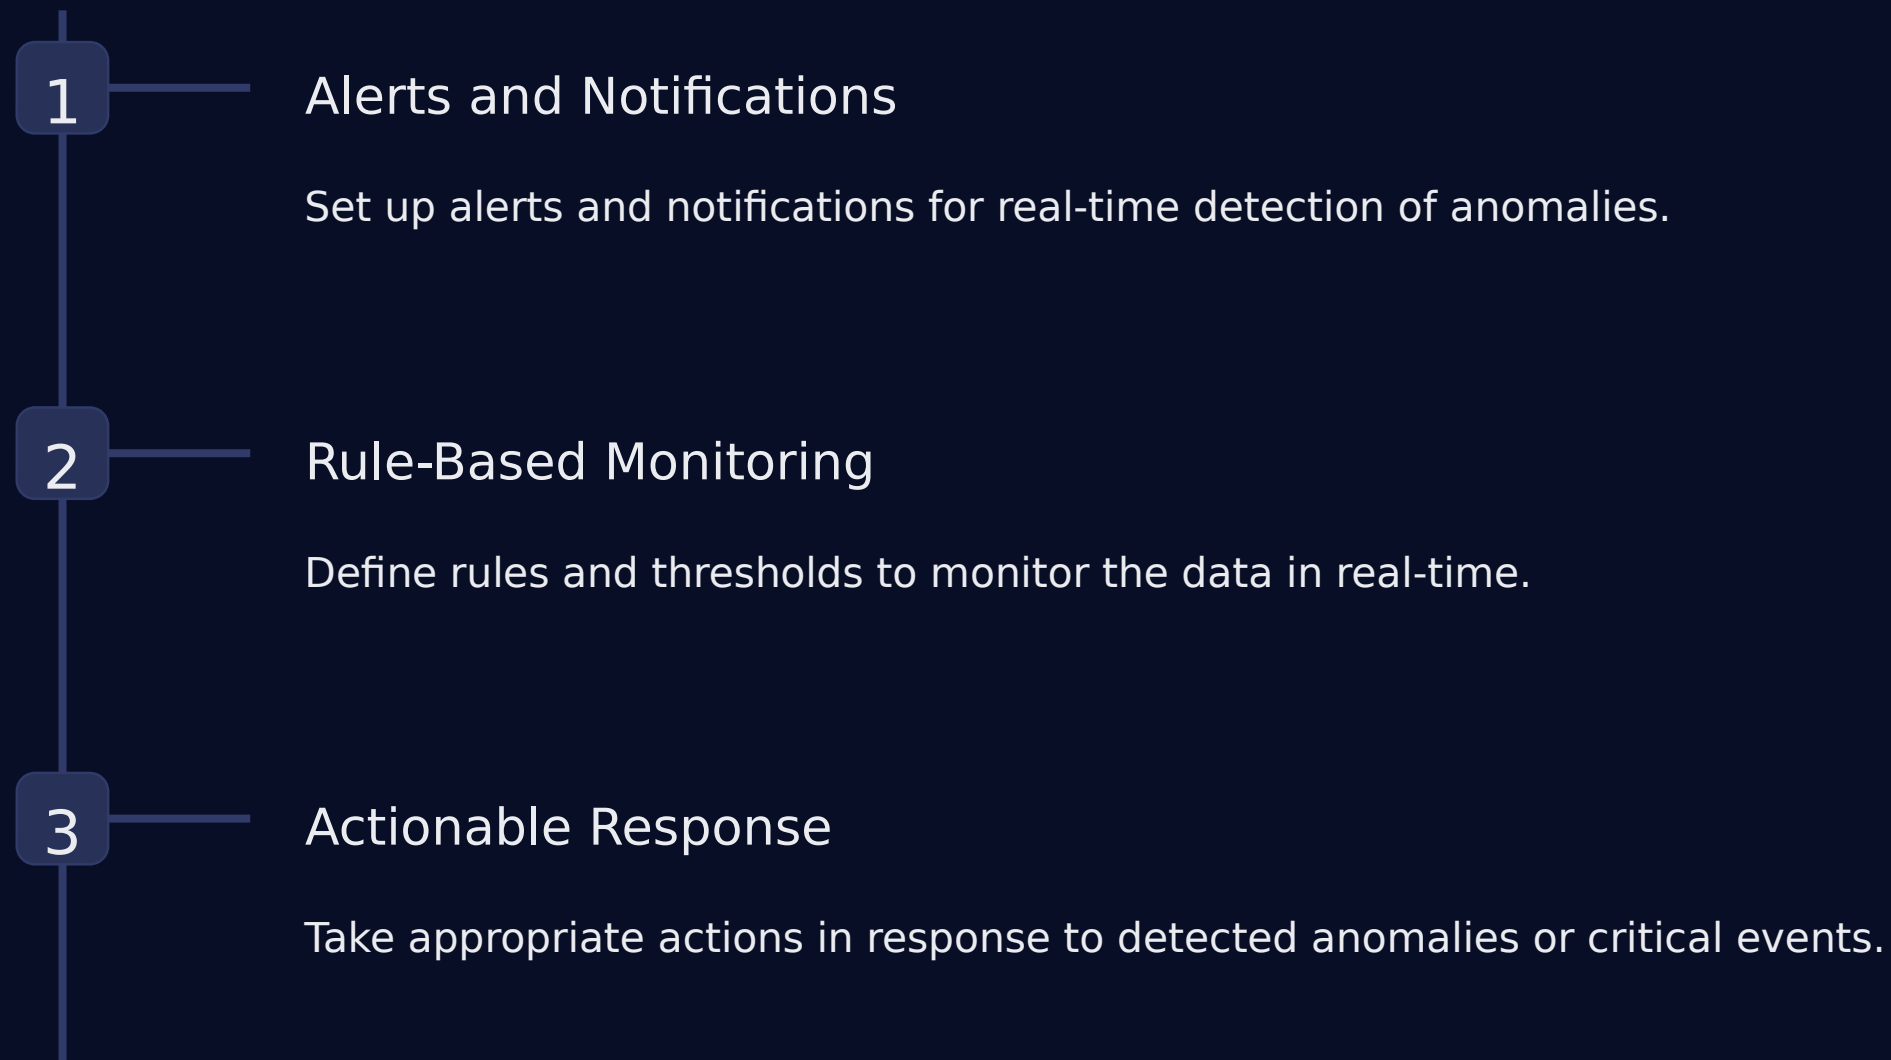 1
Alerts and Notifications
Set up alerts and notifications for real-time detection of anomalies.
2
Rule-Based Monitoring
Define rules and thresholds to monitor the data in real-time.
3
Actionable Response
Take appropriate actions in response to detected anomalies or critical events.